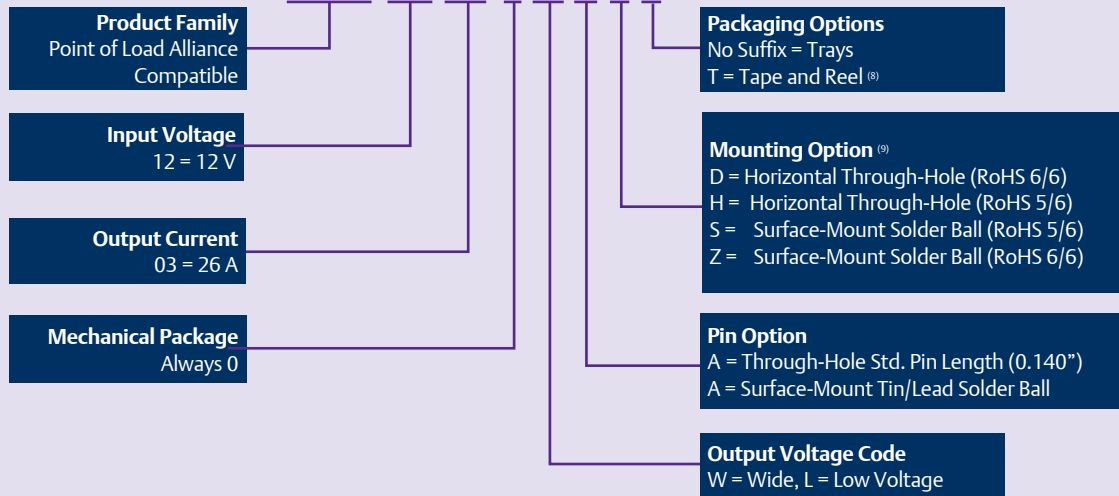 Product Family
Point of Load Alliance
Compatible
Input Voltage
12 = 12 V
Output Current
03 = 26 A
Mechanical Package
Always 0
Packaging Options
No Suffix = Trays
T = Tape and Reel (8)
Mounting Option (9)
D = Horizontal Through-Hole (RoHS 6/6)
H = Horizontal Through-Hole (RoHS 5/6)
S = Surface-Mount Solder Ball (RoHS 5/6)
Z = Surface-Mount Solder Ball (RoHS 6/6)
Pin Option
A = Through-Hole Std. Pin Length (0.140”)
A = Surface-Mount Tin/Lead Solder Ball
Output Voltage Code
W = Wide, L = Low Voltage